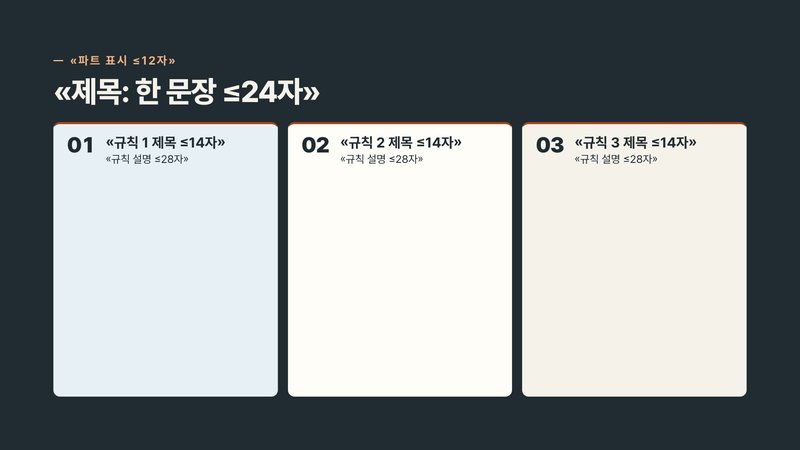 — «파트 표시 ≤12자»
«제목: 한 문장 ≤24자»
01 «규칙 1 제목 ≤14자»
«규칙 설명 ≤28자»
02 «규칙 2 제목 ≤14자»
«규칙 설명 ≤28자»
03 «규칙 3 제목 ≤14자»
«규칙 설명 ≤28자»